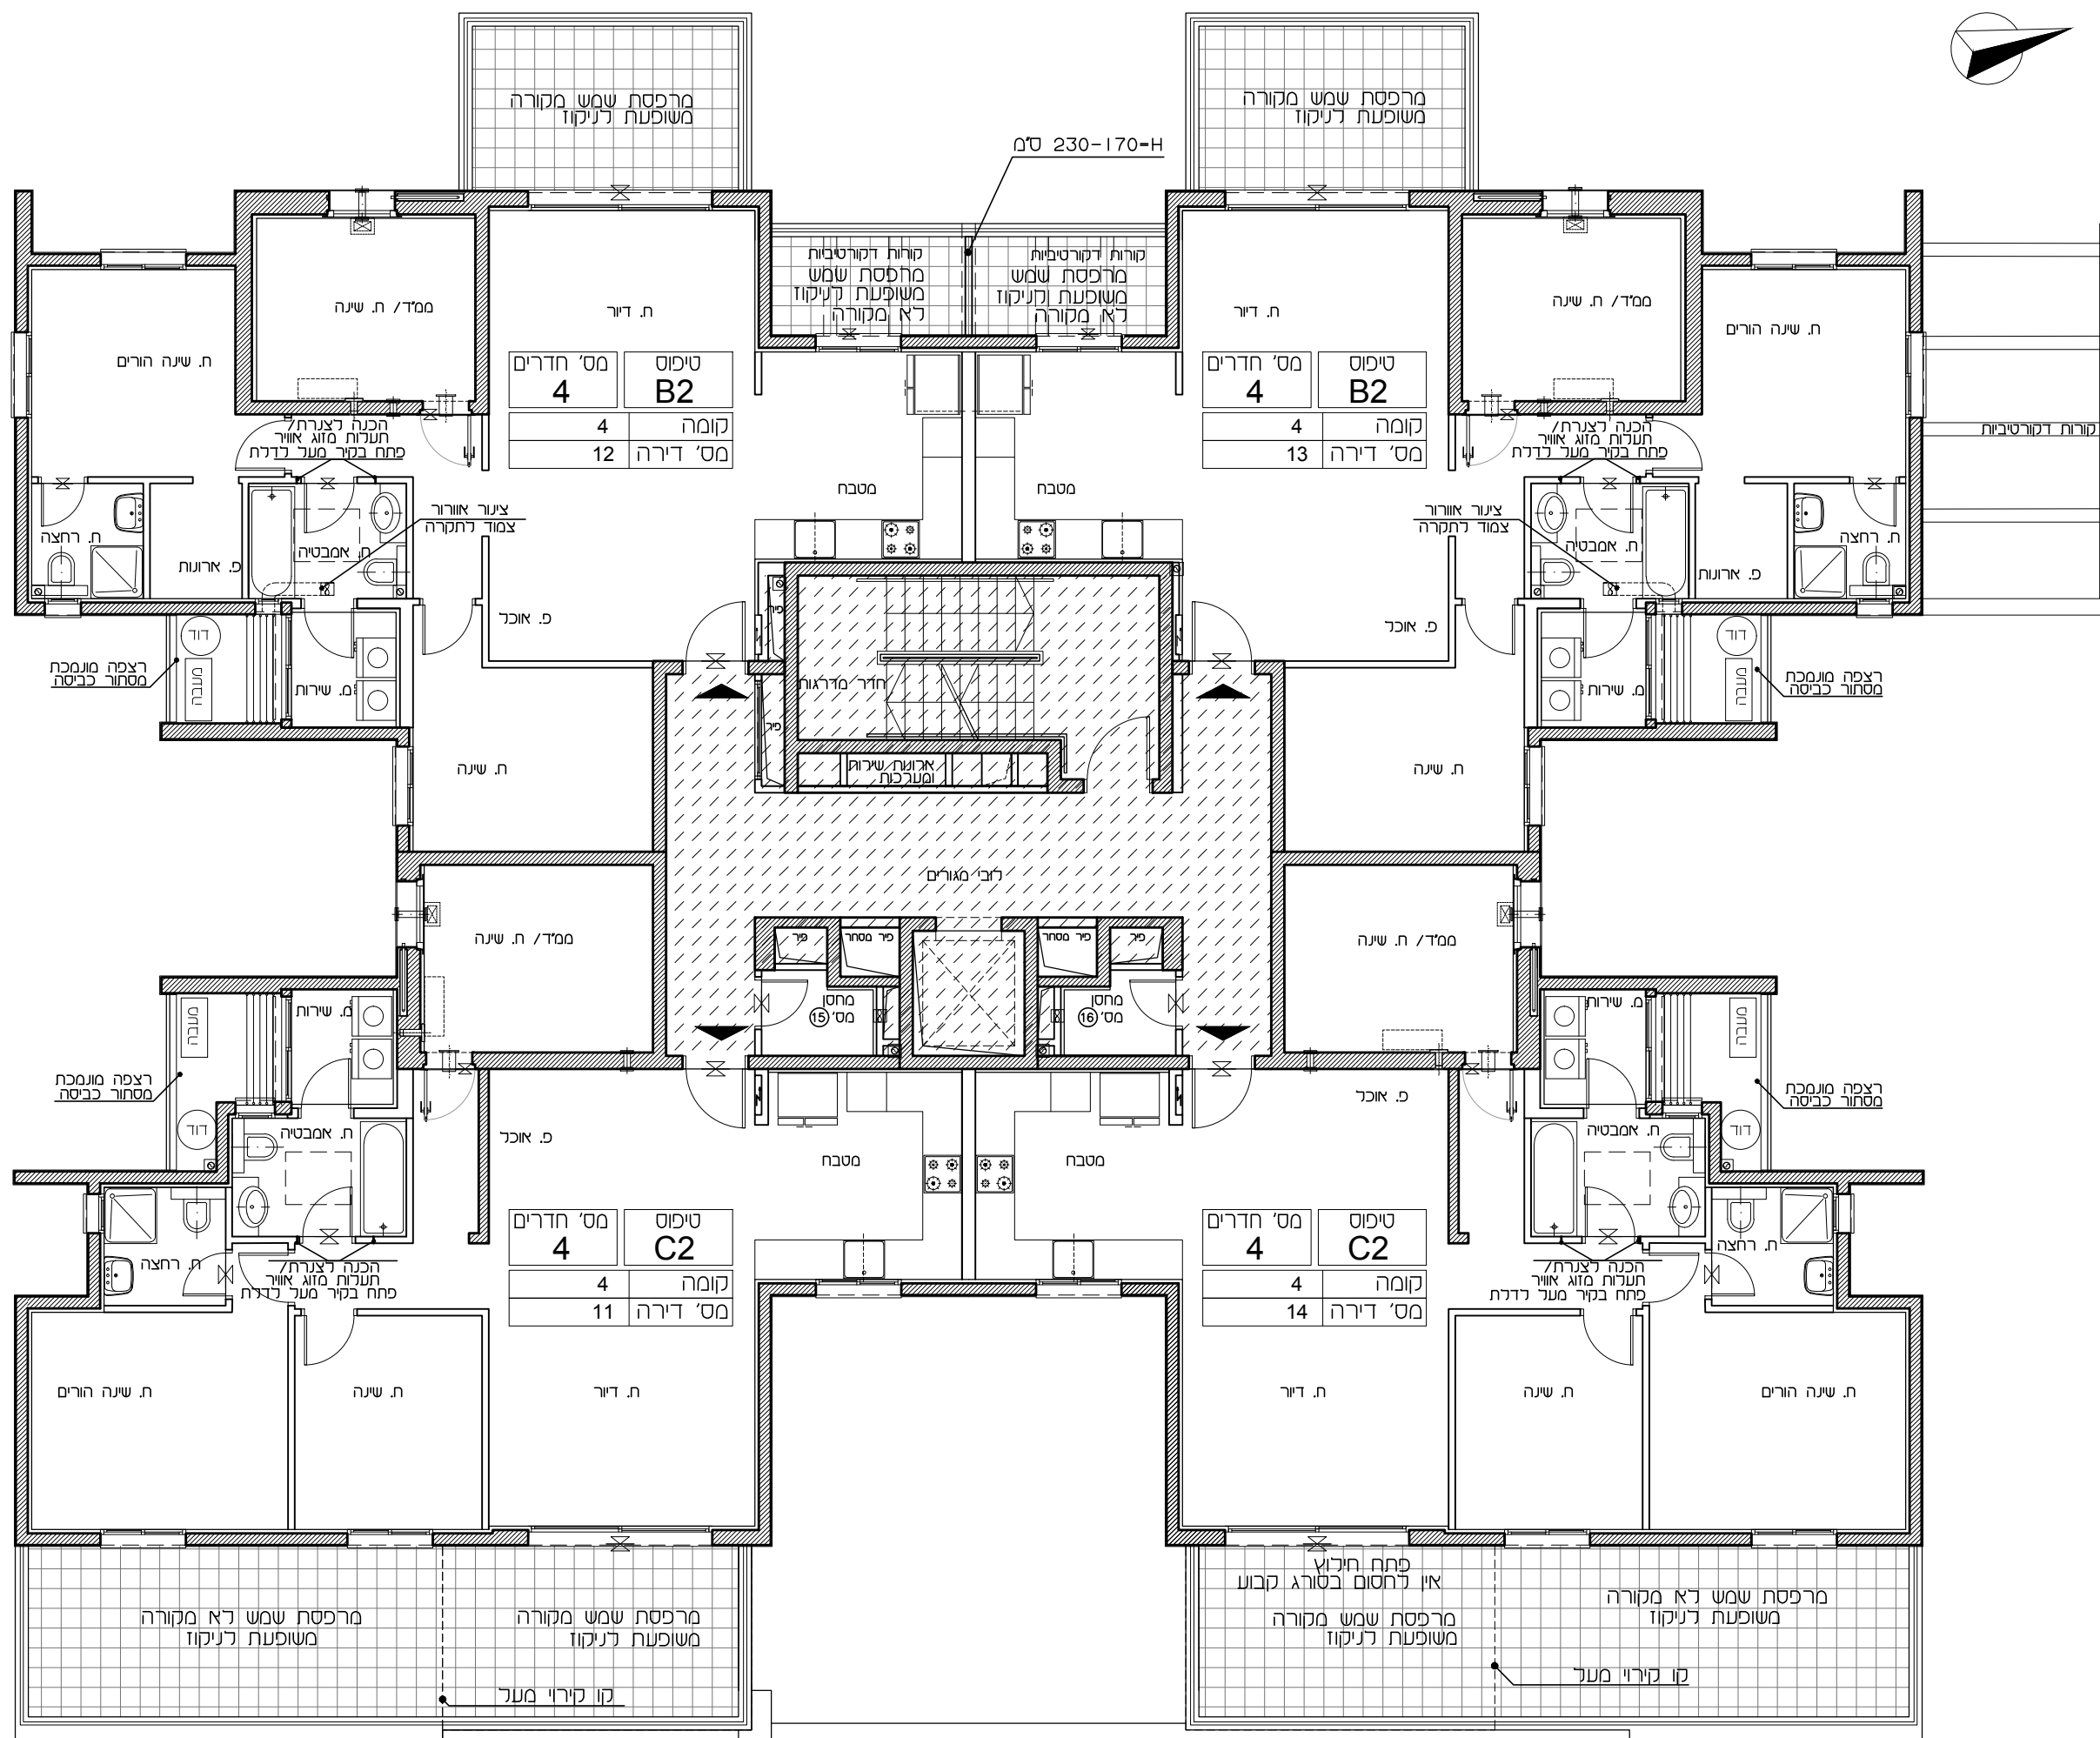 מרפסת שמש מקורה
משופעת לניקוז
מרפסת שמש מקורה
משופעת לניקוז
H=170-230 ס"מ
קורות דקורטיביות
מרפסת שמש
משופעת לניקוז
לא מקורה
קורות דקורטיביות
מרפסת שמש
משופעת לניקוז
לא מקורה
ח. שינה הורים
ממ"ד/ ח. שינה
ח. דיור
ח. דיור
ממ"ד/ ח. שינה
ח. שינה הורים
קורות דקורטיביות
טיפוס
B2
מס' חדרים
4
קומה 4
מס' דירה 12
טיפוס
B2
מס' חדרים
4
קומה 4
מס' דירה 13
הכנה לצנרת/
תעלות מזוג אוויר
פתח בקיר מעל לדלת
הכנה לצנרת/
תעלות מזוג אוויר
פתח בקיר מעל לדלת
צינור אוורור
צמוד לתקרה
צינור אוורור
צמוד לתקרה
מטבח
מטבח
ח. רחצה
פ. ארונות
ח. אמבטיה
ח. אמבטיה
פ. ארונות
ח. רחצה
פ. אוכל
פ. אוכל
פיר
פיר
חדר מדרגות
ארונות שירות
ומערכות
דוד
מעבה
מ. שירות
רצפה מונמכת
מסתור כביסה
דוד
מעבה
מ. שירות
רצפה מונמכת
מסתור כביסה
ח. שינה
ח. שינה
לובי מגורים
ממ"ד/ ח. שינה
ממ"ד/ ח. שינה
פיר
פיר מסחר
פיר מסחר
פיר
מחסן
מס' 15
מחסן
מס' 16
מעבה
דוד
מ. שירות
רצפה מונמכת
מסתור כביסה
מ. שירות
מעבה
דוד
רצפה מונמכת
מסתור כביסה
ח. אמבטיה
פ. אוכל
מטבח
מטבח
פ. אוכל
ח. אמבטיה
ח. רחצה
ח. רחצה
הכנה לצנרת/
תעלות מזוג אוויר
פתח בקיר מעל לדלת
הכנה לצנרת/
תעלות מזוג אוויר
פתח בקיר מעל לדלת
טיפוס
C2
מס' חדרים
4
קומה 4
מס' דירה 11
טיפוס
C2
מס' חדרים
4
קומה 4
מס' דירה 14
ח. שינה הורים
ח. שינה
ח. דיור
ח. דיור
ח. שינה
ח. שינה הורים
מרפסת שמש לא מקורה
משופעת לניקוז
מרפסת שמש מקורה
משופעת לניקוז
קו קירוי מעל
פתח חילוץ
אין לחסום בסורג קבוע
מרפסת שמש מקורה
משופעת לניקוז
מרפסת שמש לא מקורה
משופעת לניקוז
קו קירוי מעל